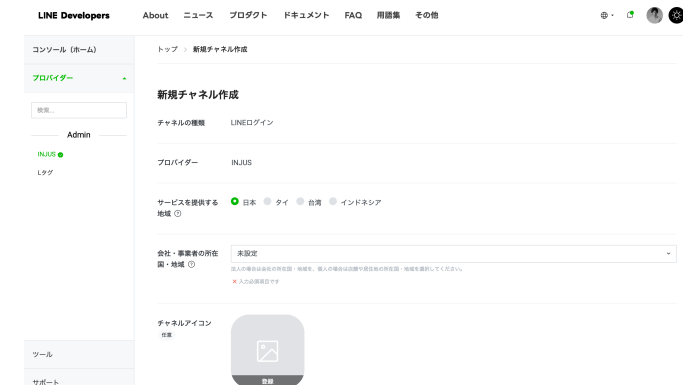 LINE Developers About ニュース プロダクト ドキュメント FAQ 用語集 その他
コンソール（ホーム）
トップ 〉 新規チャネル作成
プロバイダー
検索...
Admin
INJUS
Lタグ
ツール
サポート
新規チャネル作成
チャネルの種類 LINEログイン
プロバイダー INJUS
サービスを提供する
地域 ?
日本 タイ 台湾 インドネシア
会社・事業者の所在
国・地域 ?
未設定
法人の場合は会社の所在国・地域を、個人の場合は店舗や居住地の所在国・地域を選択してください。
× 入力必須項目です
チャネルアイコン
任意
登録